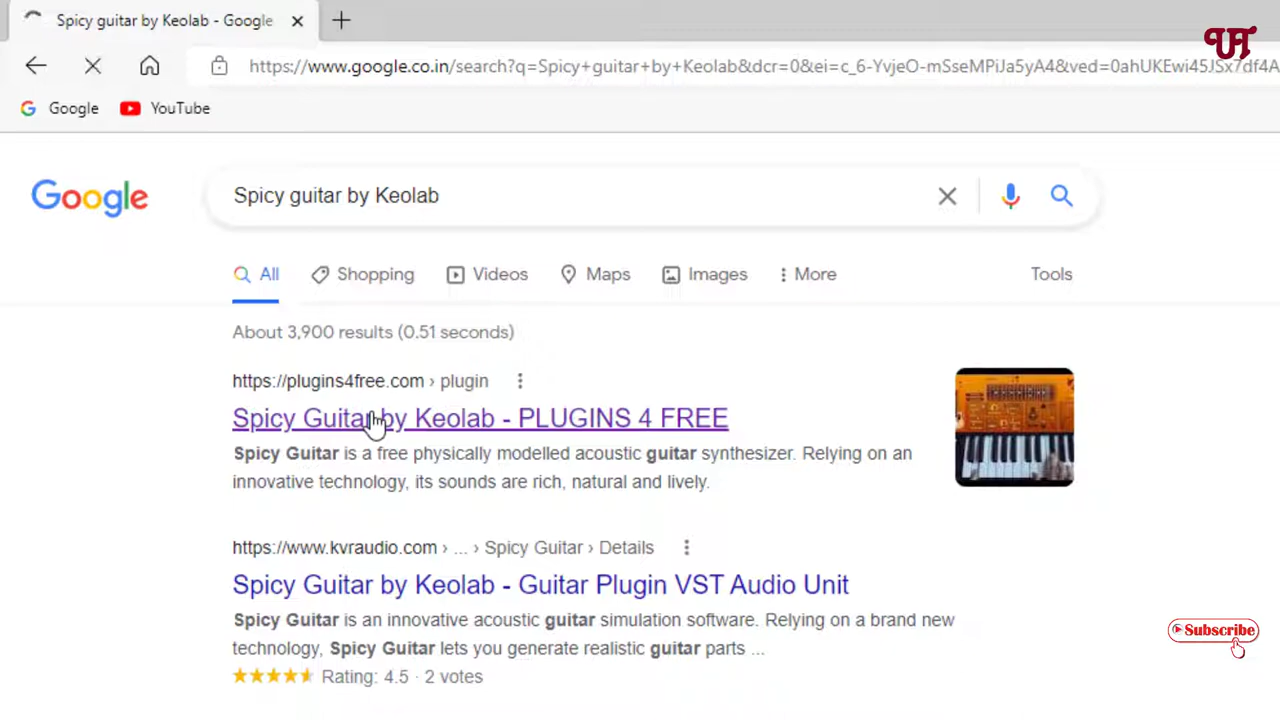 Spicy guitar by Keolab - Google
UA
https://www.google.co.in/search?q=Spicy+guitar+by+Keolab&dcr=0&ei=c_6-YvjeO-mSseMPiJa5yA4&ved=0ahUKEwi45JSx7df4A
Google YouTube
Google
Spicy guitar by Keolab
All Shopping Videos Maps Images More Tools
About 3,900 results (0.51 seconds)
https://plugins4free.com › plugin
Spicy Guitar by Keolab - PLUGINS 4 FREE
Spicy Guitar is a free physically modelled acoustic guitar synthesizer. Relying on an
innovative technology, its sounds are rich, natural and lively.
https://www.kvraudio.com › ... › Spicy Guitar › Details
Spicy Guitar by Keolab - Guitar Plugin VST Audio Unit
Spicy Guitar is an innovative acoustic guitar simulation software. Relying on a brand new
technology, Spicy Guitar lets you generate realistic guitar parts ...
Rating: 4.5 · 2 votes
Subscribe